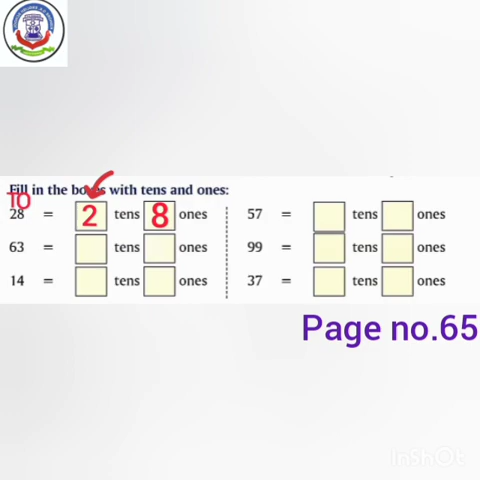 Fill in the boxes with tens and ones:
TO
28 = 2 tens 8 ones
63 = tens ones
14 = tens ones
57 = tens ones
99 = tens ones
37 = tens ones
Page no.65
InShOt